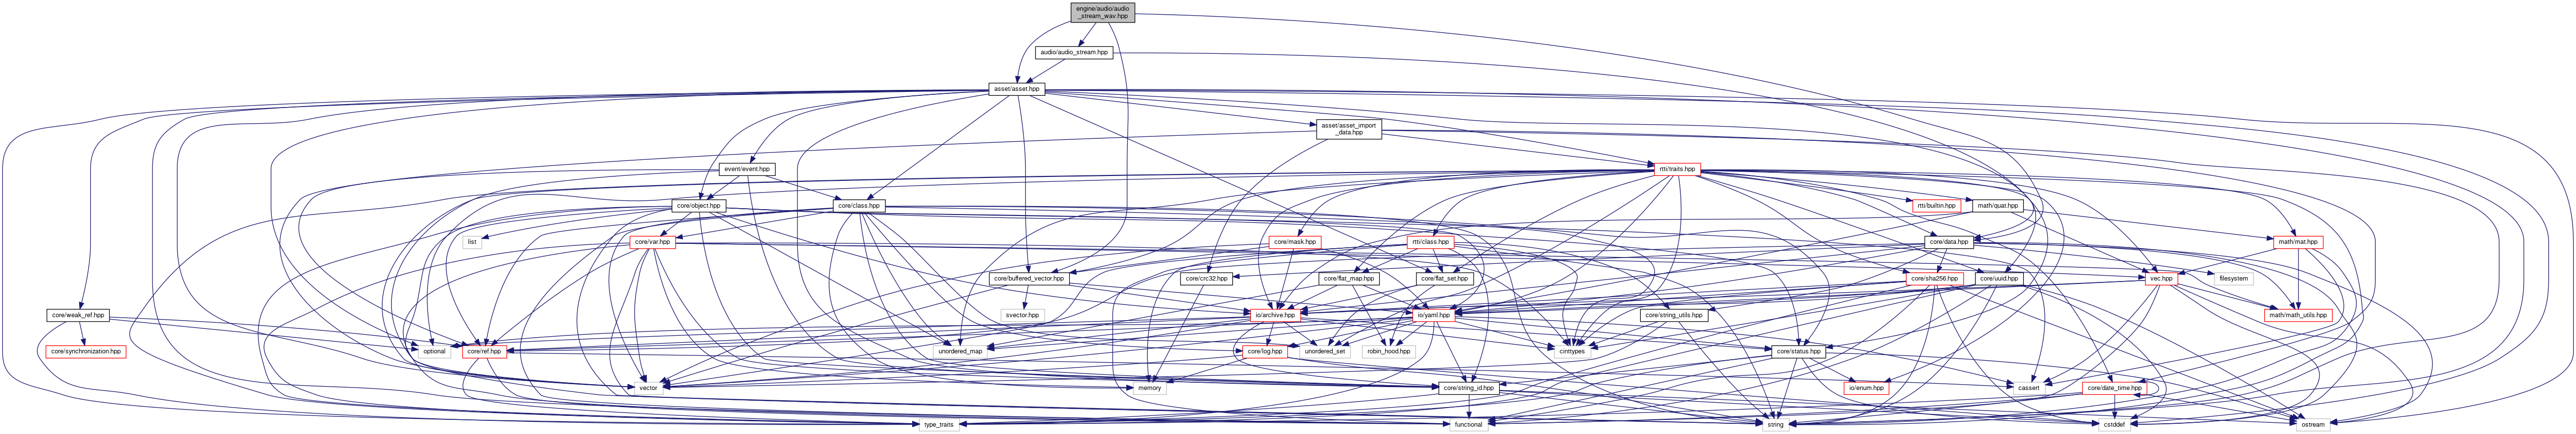 engine/audio/audio
_stream_wav.hpp
audio/audio_stream.hpp
asset/asset.hpp
asset/asset_import
_data.hpp
event/event.hpp
rtti/traits.hpp
core/object.hpp
core/class.hpp
rtti/builtin.hpp
math/quat.hpp
list
core/var.hpp
core/mask.hpp
rtti/class.hpp
core/data.hpp
math/mat.hpp
core/buffered_vector.hpp
core/crc32.hpp
core/flat_map.hpp
core/flat_set.hpp
core/sha256.hpp
core/uuid.hpp
vec.hpp
filesystem
core/weak_ref.hpp
svector.hpp
io/archive.hpp
io/yaml.hpp
core/string_utils.hpp
math/math_utils.hpp
core/synchronization.hpp
optional
core/ref.hpp
unordered_map
core/log.hpp
unordered_set
robin_hood.hpp
cinttypes
core/status.hpp
vector
memory
core/string_id.hpp
io/enum.hpp
cassert
core/date_time.hpp
type_traits
functional
string
cstddef
ostream